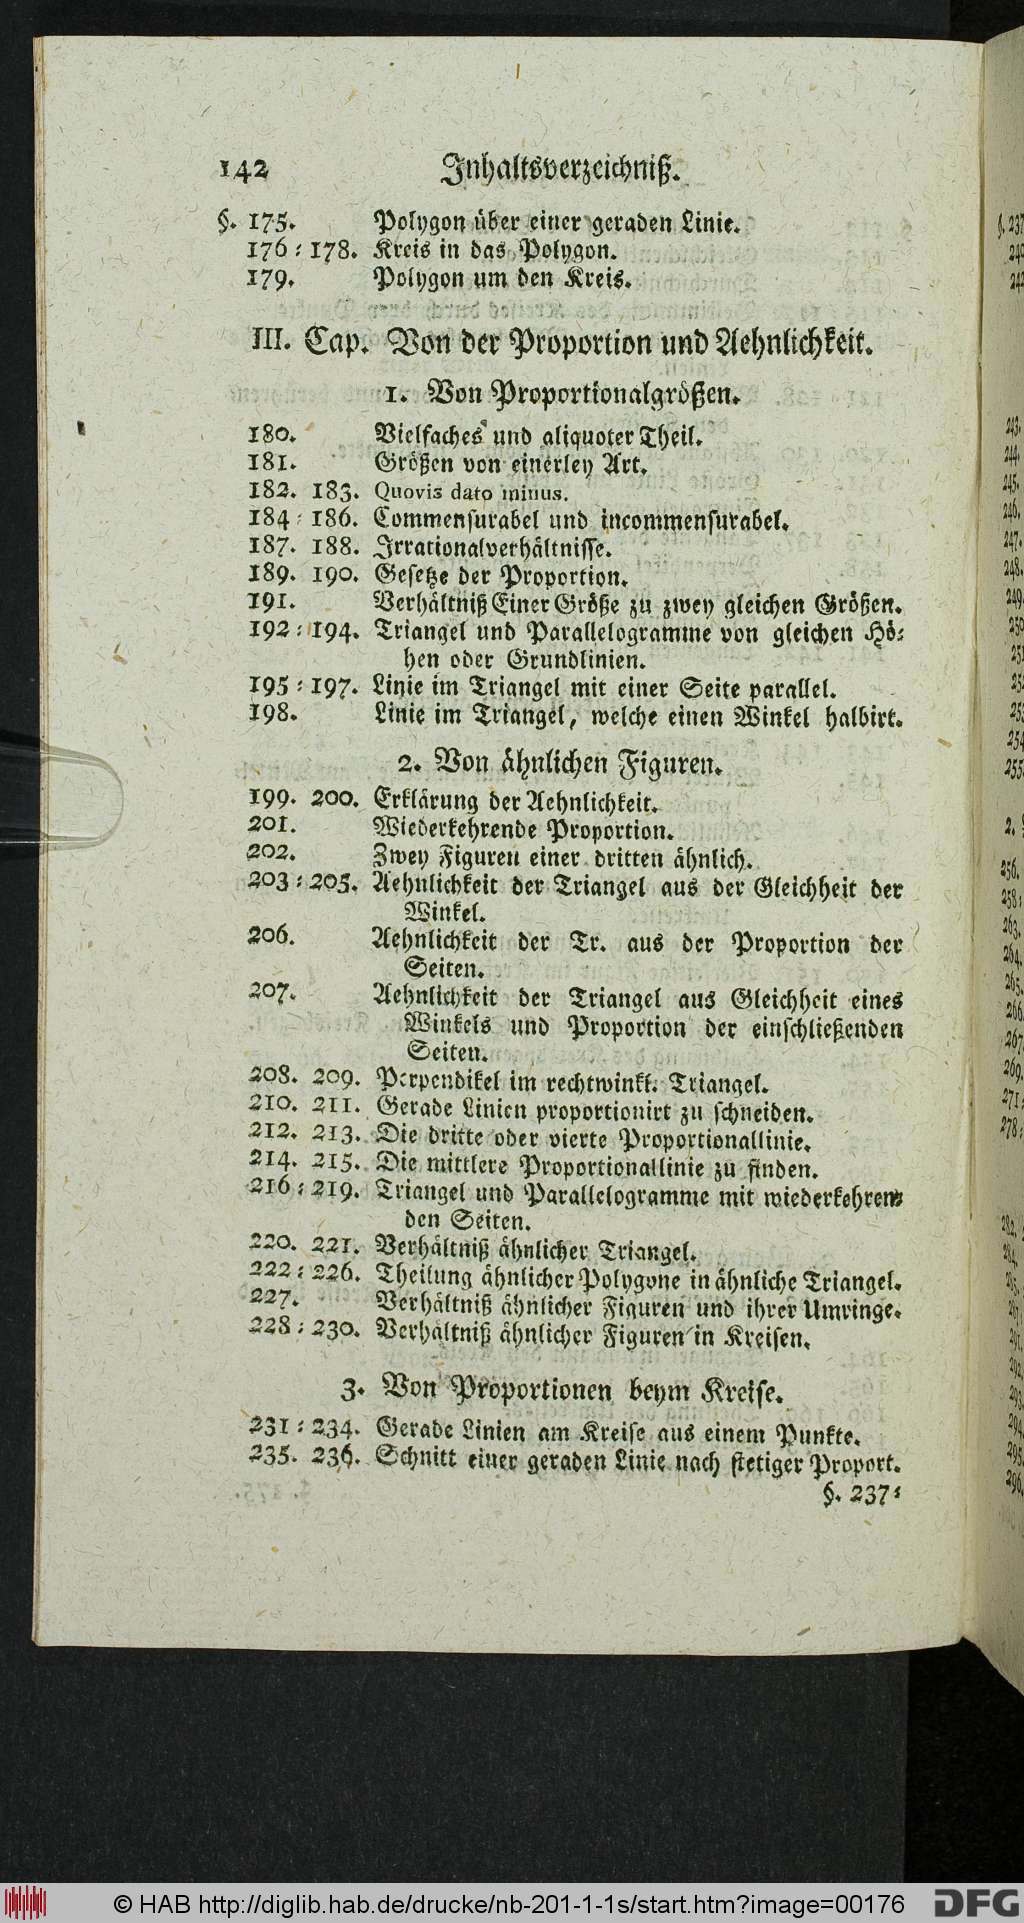 142 Inhaltsverzeichniß.
§. 175. Polygon über einer geraden Linie.
176 : 178. Kreis in das Polygon.
179. Polygon um den Kreis.
III. Cap. Von der Proportion und Aehnlichkeit.
1. Von Proportionalgrößen.
180. Vielfaches und aliquoter Theil.
181. Größen von einerley Art.
182. 183. Quovis dato minus.
184 : 186. Commensurabel und incommensurabel.
187. 188. Irrationalverhältnisse.
189. 190. Gesetze der Proportion.
191. Verhältniß Einer Größe zu zwey gleichen Größen.
192 : 194. Triangel und Parallelogramme von gleichen Hö:
hen oder Grundlinien.
195 : 197. Linie im Triangel mit einer Seite parallel.
198. Linie im Triangel, welche einen Winkel halbirt.
2. Von ähnlichen Figuren.
199. 200. Erklärung der Aehnlichkeit.
201. Wiederkehrende Proportion.
202. Zwey Figuren einer dritten ähnlich.
203 : 205. Aehnlichkeit der Triangel aus der Gleichheit der
Winkel.
206. Aehnlichkeit der Tr. aus der Proportion der
Seiten.
207. Aehnlichkeit der Triangel aus Gleichheit eines
Winkels und Proportion der einschließenden
Seiten.
208. 209. Perpendikel im rechtwinkl. Triangel.
210. 211. Gerade Linien proportionirt zu schneiden.
212. 213. Die dritte oder vierte Proportionallinie.
214. 215. Die mittlere Proportionallinie zu finden.
216 : 219. Triangel und Parallelogramme mit wiederkehren:
den Seiten.
220. 221. Verhältniß ähnlicher Triangel.
222 : 226. Theilung ähnlicher Polygone in ähnliche Triangel.
227. Verhältniß ähnlicher Figuren und ihrer Umringe.
228 : 230. Verhältniß ähnlicher Figuren in Kreisen.
3. Von Proportionen beym Kreise.
231 : 234. Gerade Linien am Kreise aus einem Punkte.
235. 236. Schnitt einer geraden Linie nach stetiger Proport.
§. 237:
© HAB http://diglib.hab.de/drucke/nb-201-1-1s/start.htm?image=00176
DFG